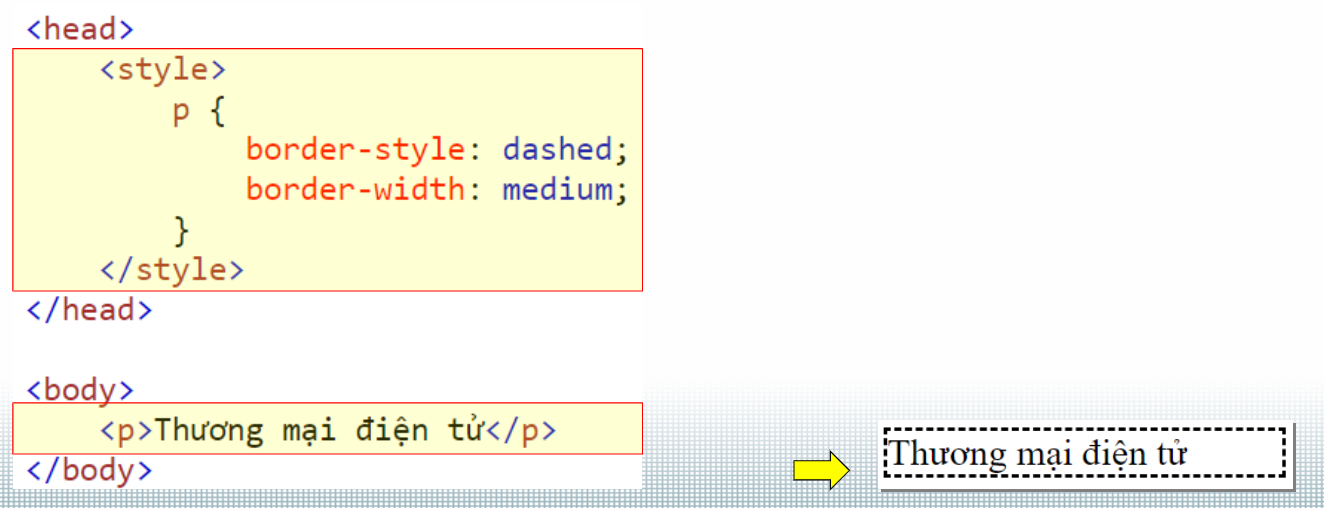 <head>
<style>
p {
border-style: dashed;
border-width: medium;
}
</style>
</head>
<body>
<p>Thương mại điện tử</p>
</body>
Thương mại điện tử